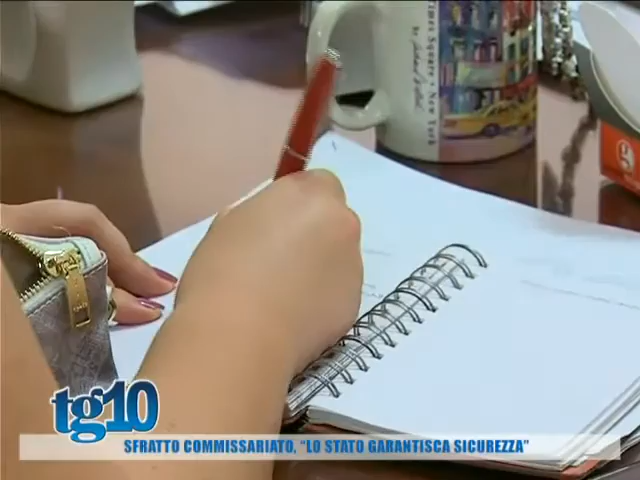 Times Square
New York
tg10
SFRATTO COMMISSARIATO, "LO STATO GARANTISCA SICUREZZA"